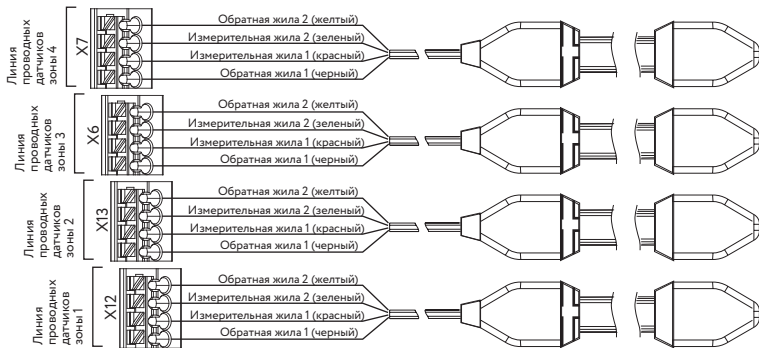 Линия
проводных
датчиков
зоны 4
X7
Обратная жила 2 (желтый)
Измерительная жила 2 (зеленый)
Измерительная жила 1 (красный)
Обратная жила 1 (черный)
Линия
проводных
датчиков
зоны 3
X6
Обратная жила 2 (желтый)
Измерительная жила 2 (зеленый)
Измерительная жила 1 (красный)
Обратная жила 1 (черный)
Линия
проводных
датчиков
зоны 2
X13
Обратная жила 2 (желтый)
Измерительная жила 2 (зеленый)
Измерительная жила 1 (красный)
Обратная жила 1 (черный)
Линия
проводных
датчиков
зоны 1
X12
Обратная жила 2 (желтый)
Измерительная жила 2 (зеленый)
Измерительная жила 1 (красный)
Обратная жила 1 (черный)